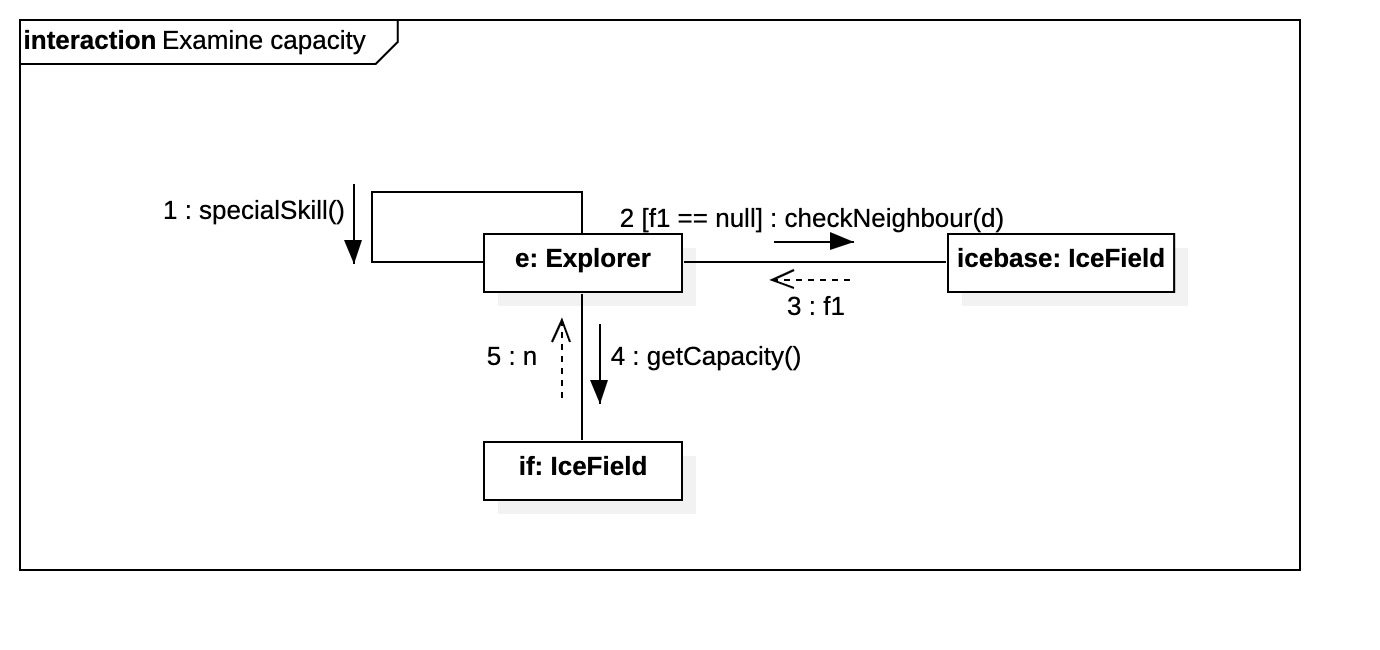 interaction Examine capacity
1 : specialSkill()
2 [f1 == null] : checkNeighbour(d)
e: Explorer
icebase: IceField
3 : f1
5 : n
4 : getCapacity()
if: IceField